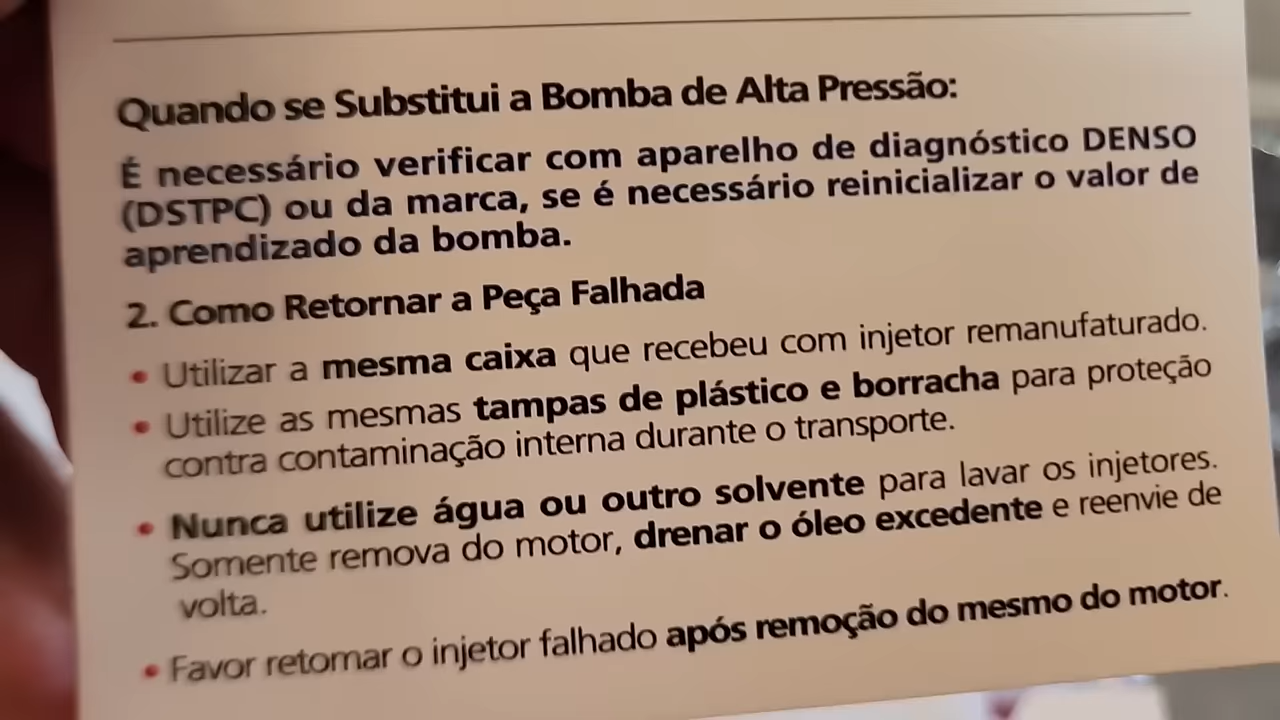 Quando se Substitui a Bomba de Alta Pressão:
É necessário verificar com aparelho de diagnóstico DENSO
(DSTPC) ou da marca, se é necessário reinicializar o valor de
aprendizado da bomba.
2. Como Retornar a Peça Falhada
• Utilizar a mesma caixa que recebeu com injetor remanufaturado.
• Utilize as mesmas tampas de plástico e borracha para proteção
contra contaminação interna durante o transporte.
• Nunca utilize água ou outro solvente para lavar os injetores.
Somente remova do motor, drenar o óleo excedente e reenvie de
volta.
• Favor retornar o injetor falhado após remoção do mesmo do motor.